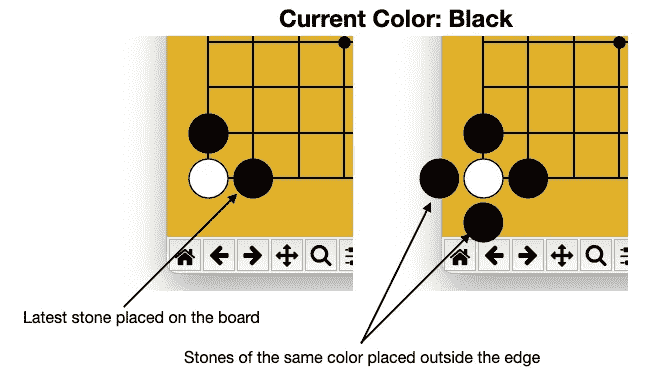 Current Color: Black
Latest stone placed on the board
Stones of the same color placed outside the edge